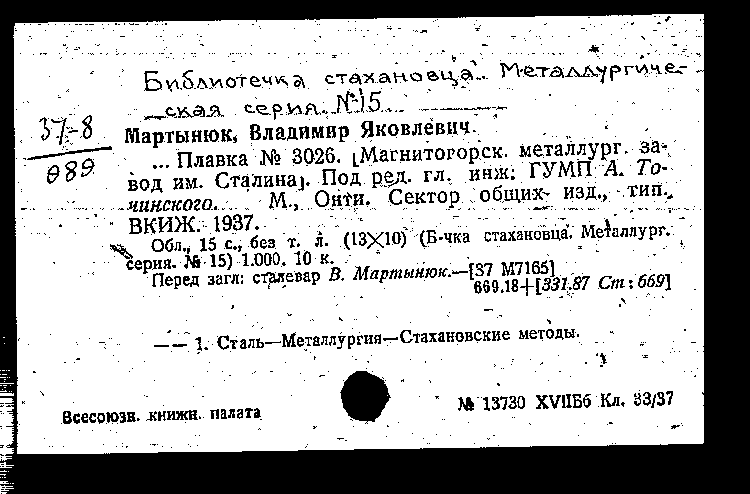 Библиотечка стахановца. Металлургиче-
ская серия. №15
37-8
989
Мартынюк, Владимир Яковлевич.
... Плавка № 3026. [Магнитогорск. металлург. за-
вод им. Сталина]. Под ред. гл. инж: ГУМП А. То-
чинского. М., Онти. Сектор общих изд., тип.
ВКИЖ. 1937.
Обл., 15 с., без т. л. (13×10) (Б-чка стахановца. Металлург.
серия. № 15) 1.000. 10 к.
Перед загл: сталевар В. Мартынюк.—[37 М7165]
669.18+[331.87 Ст : 669]
—— 1. Сталь—Металлургия—Стахановские методы.
Всесоюзн. книжн. палата
№ 13730 XVIIБб Кл. 33/37